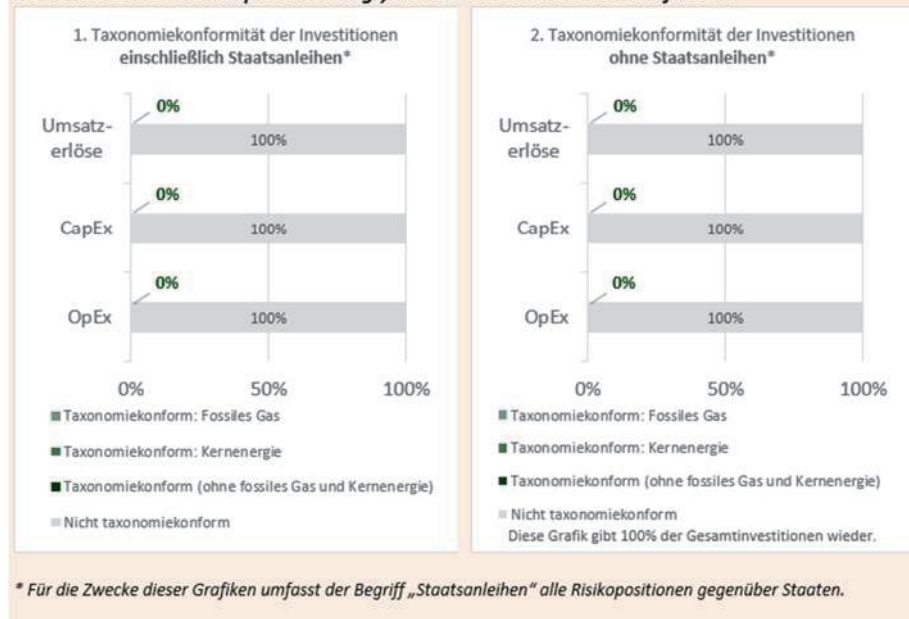 1. Taxonomiekonformität der Investitionen
einschließlich Staatsanleihen*
0%
Umsatz-
erlöse
100%
0%
CapEx
100%
0%
OpEx
100%
0%
50%
100%
Taxonomiekonform: Fossiles Gas
Taxonomiekonform: Kernenergie
Taxonomiekonform (ohne fossiles Gas und Kernenergie)
Nicht taxonomiekonform
2. Taxonomiekonformität der Investitionen
ohne Staatsanleihen*
0%
Umsatz-
erlöse
100%
0%
CapEx
100%
0%
OpEx
100%
0%
50%
100%
Taxonomiekonform: Fossiles Gas
Taxonomiekonform: Kernenergie
Taxonomiekonform (ohne fossiles Gas und Kernenergie)
Nicht taxonomiekonform
Diese Grafik gibt 100% der Gesamtinvestitionen wieder.
* Für die Zwecke dieser Grafiken umfasst der Begriff „Staatsanleihen“ alle Risikopositionen gegenüber Staaten.